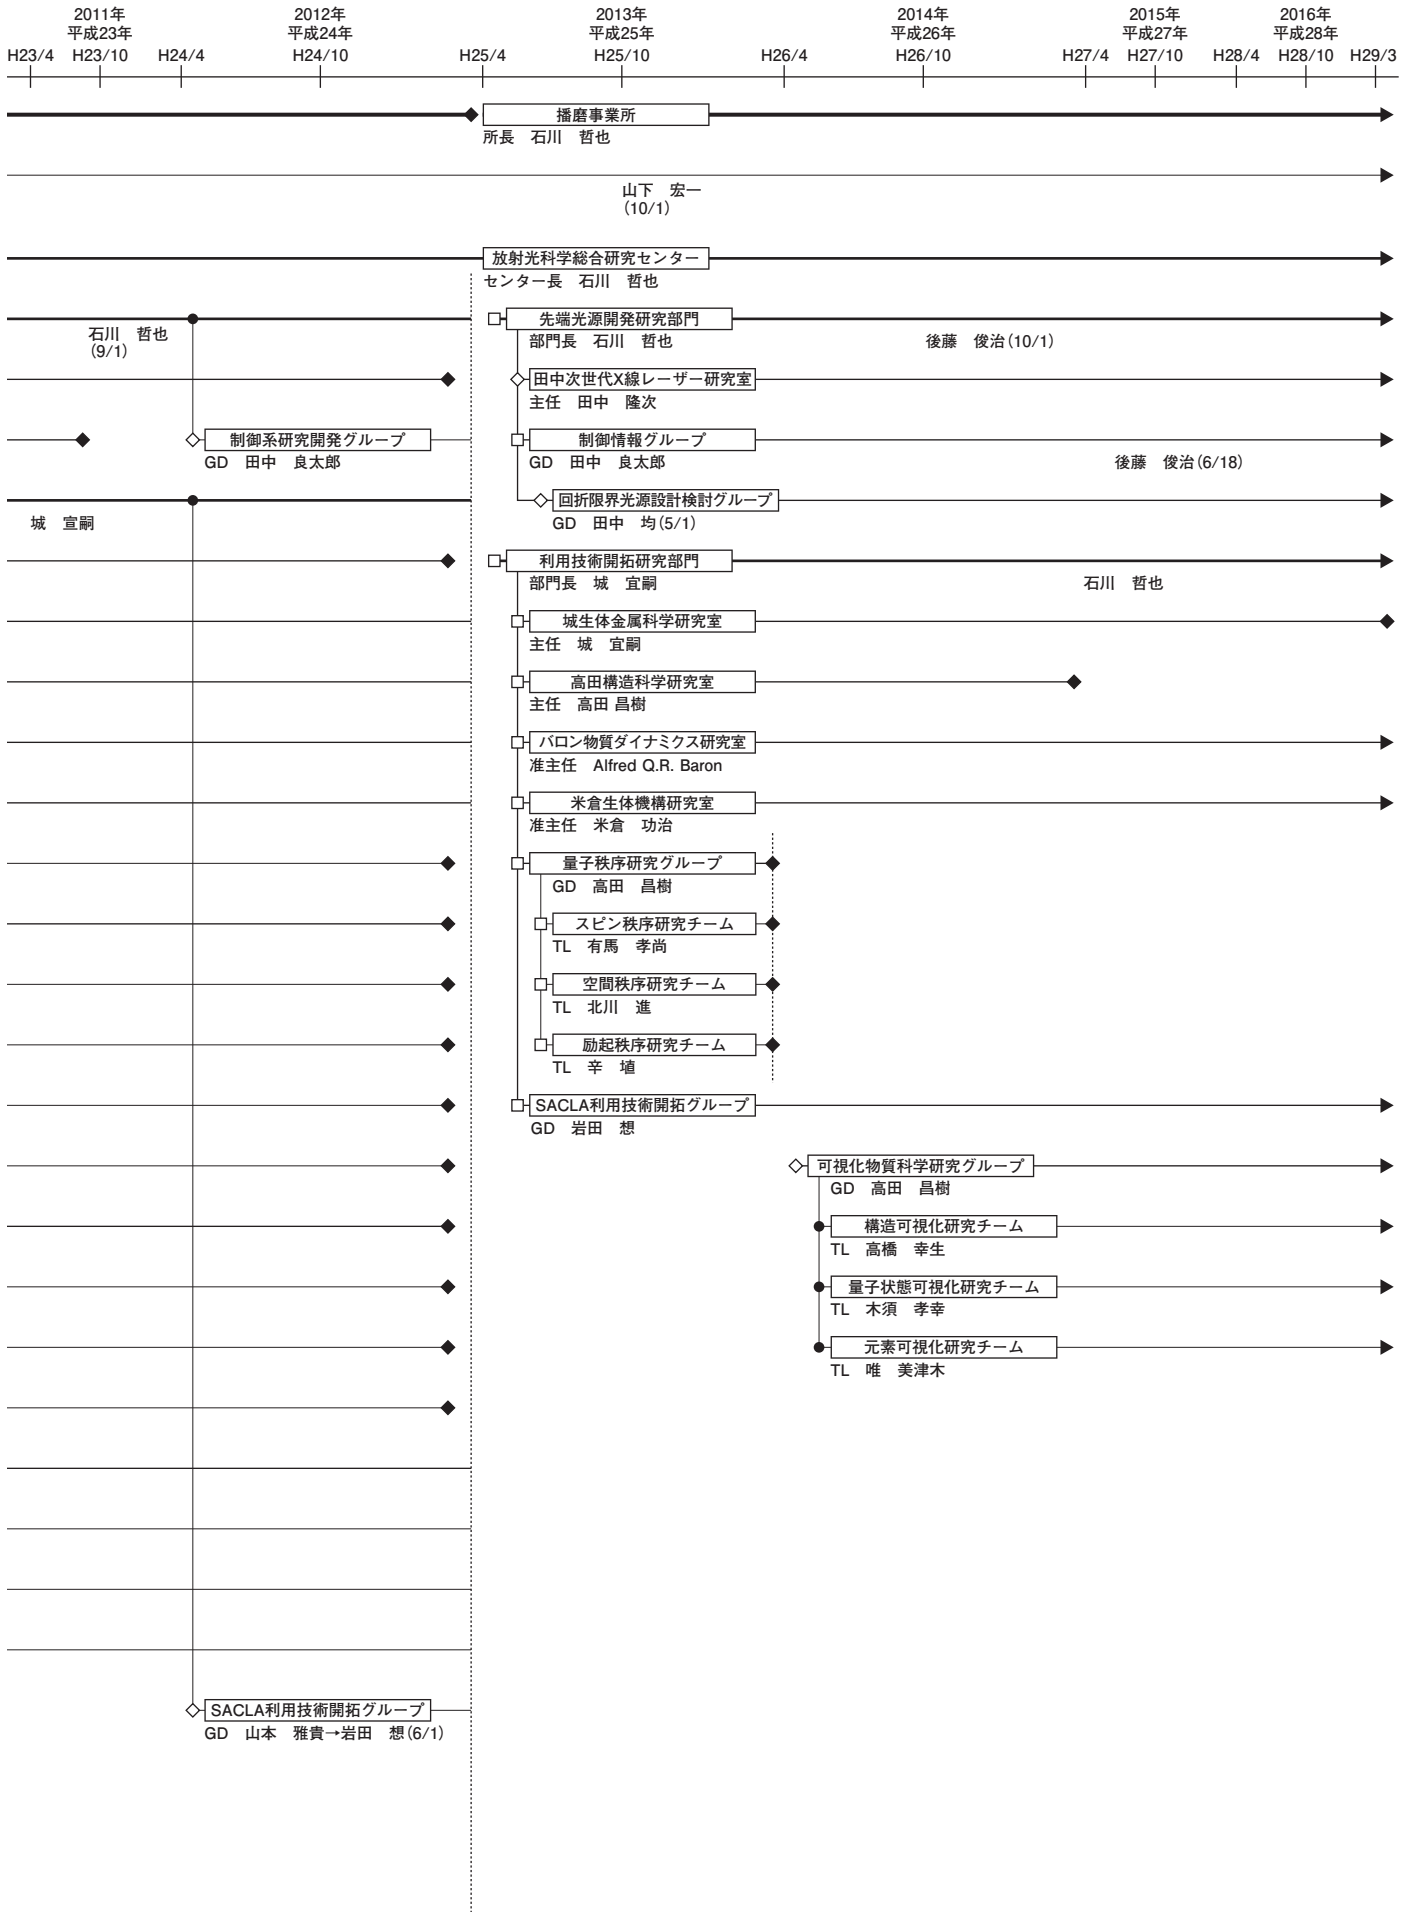 2011年 2012年 2013年 2014年 2015年 2016年
平成23年 平成24年 平成25年 平成26年 平成27年 平成28年
H23/4 H23/10 H24/4 H24/10 H25/4 H25/10 H26/4 H26/10 H27/4 H27/10 H28/4 H28/10 H29/3
播磨事業所
所長　石川　哲也
山下　宏一
(10/1)
放射光科学総合研究センター
センター長　石川　哲也
先端光源開発研究部門
石川　哲也
(9/1)
部門長　石川　哲也
後藤　俊治(10/1)
田中次世代X線レーザー研究室
主任　田中　隆次
制御系研究開発グループ
GD　田中　良太郎
制御情報グループ
GD　田中　良太郎
後藤　俊治(6/18)
回折限界光源設計検討グループ
城　宣嗣
GD　田中　均(5/1)
利用技術開拓研究部門
部門長　城　宜嗣
石川　哲也
城生体金属科学研究室
主任　城　宜嗣
高田構造科学研究室
主任　高田 昌樹
バロン物質ダイナミクス研究室
准主任　Alfred Q.R. Baron
米倉生体機構研究室
准主任　米倉　功治
量子秩序研究グループ
GD　高田　昌樹
スピン秩序研究チーム
TL　有馬　孝尚
空間秩序研究チーム
TL　北川　進
励起秩序研究チーム
TL　辛　埴
SACLA利用技術開拓グループ
GD　岩田　想
可視化物質科学研究グループ
GD　高田　昌樹
構造可視化研究チーム
TL　高橋　幸生
量子状態可視化研究チーム
TL　木須　孝幸
元素可視化研究チーム
TL　唯　美津木
SACLA利用技術開拓グループ
GD　山本　雅貴→岩田　想(6/1)